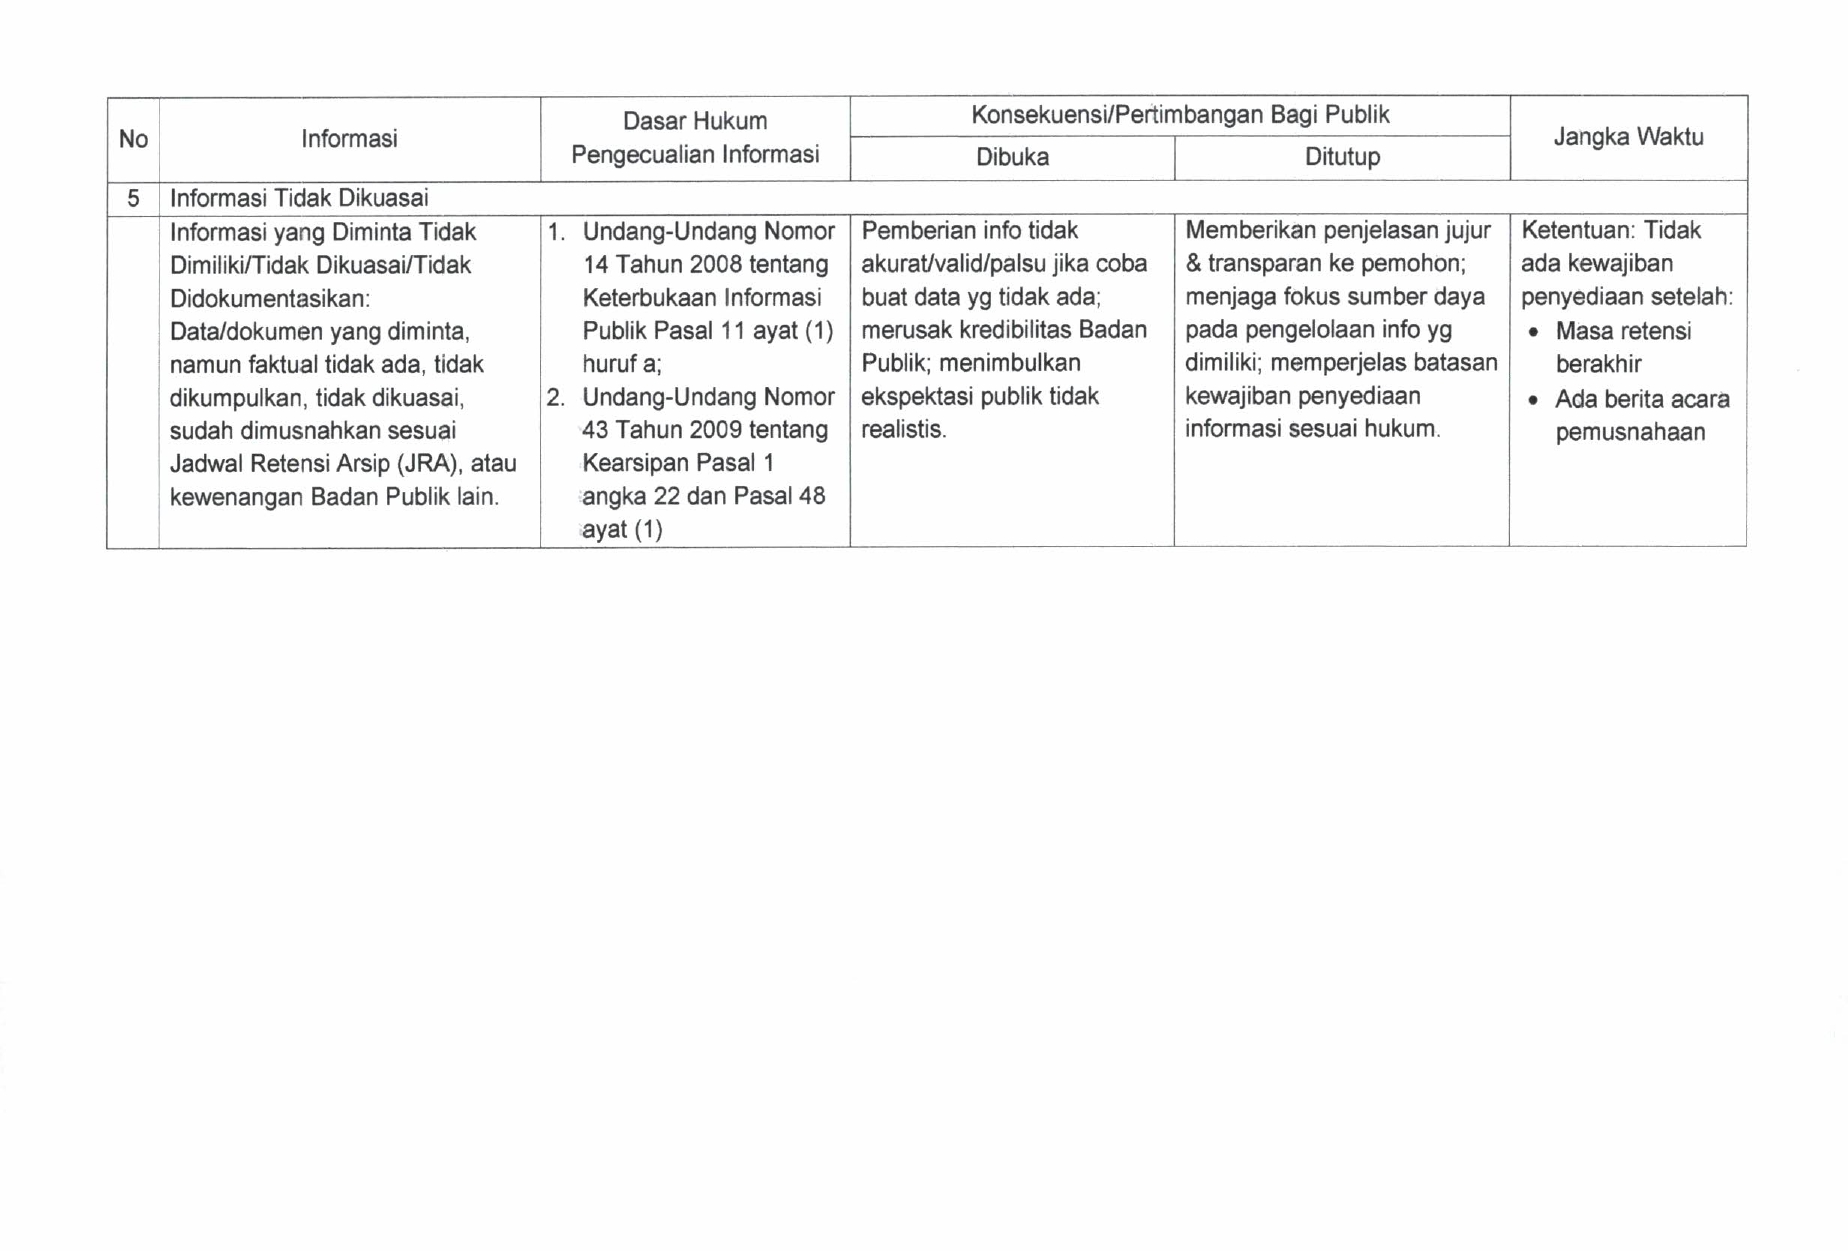 No
Informasi
Dasar Hukum
Pengecualian Informasi
Konsekuensi/Pertimbangan Bagi Publik
Dibuka
Ditutup
Jangka Waktu
5 Informasi Tidak Dikuasai
Informasi yang Diminta Tidak
Dimiliki/Tidak Dikuasai/Tidak
Didokumentasikan:
Data/dokumen yang diminta,
namun faktual tidak ada, tidak
dikumpulkan, tidak dikuasai,
sudah dimusnahkan sesuai
Jadwal Retensi Arsip (JRA), atau
kewenangan Badan Publik lain.
1. Undang-Undang Nomor
14 Tahun 2008 tentang
Keterbukaan Informasi
Publik Pasal 11 ayat (1)
huruf a;
2. Undang-Undang Nomor
43 Tahun 2009 tentang
Kearsipan Pasal 1
angka 22 dan Pasal 48
ayat (1)
Pemberian info tidak
akurat/valid/palsu jika coba
buat data yg tidak ada;
merusak kredibilitas Badan
Publik; menimbulkan
ekspektasi publik tidak
realistis.
Memberikan penjelasan jujur
& transparan ke pemohon;
menjaga fokus sumber daya
pada pengelolaan info yg
dimiliki; memperjelas batasan
kewajiban penyediaan
informasi sesuai hukum.
Ketentuan: Tidak
ada kewajiban
penyediaan setelah:
• Masa retensi
berakhir
• Ada berita acara
pemusnahaan